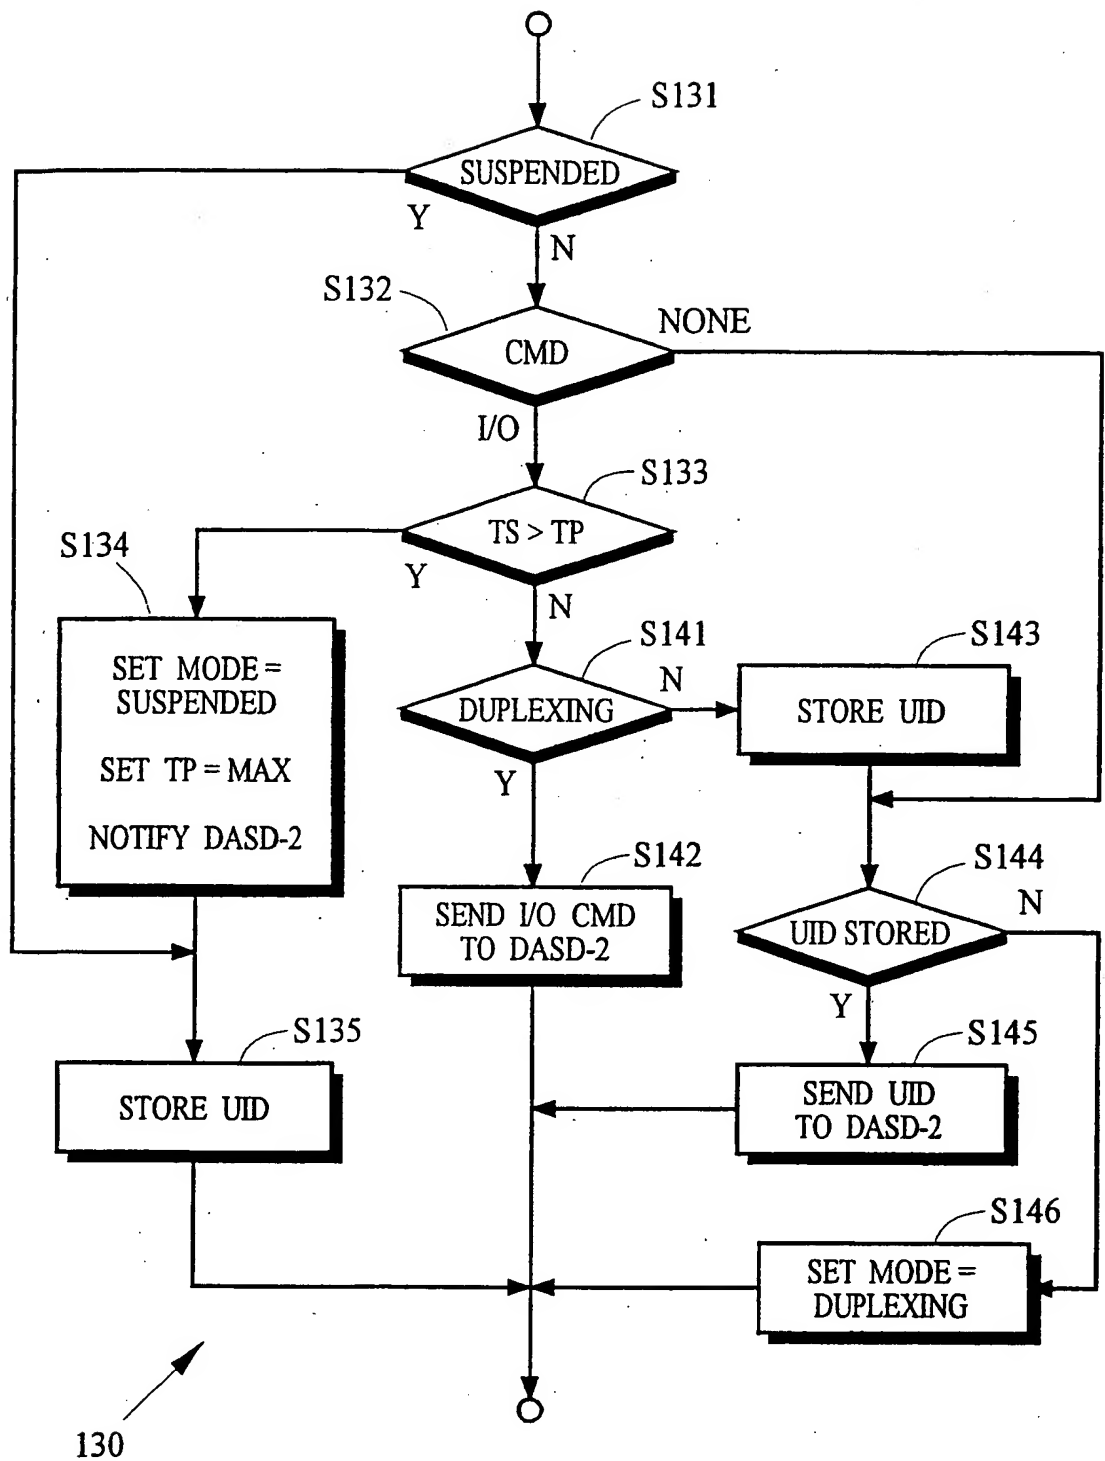 S131
SUSPENDED
Y
N
S132
NONE
CMD
I/O
S133
TS > TP
Y
N
S134
SET MODE =
SUSPENDED
SET TP = MAX
NOTIFY DASD-2
S141
DUPLEXING
N
Y
S143
STORE UID
S142
SEND I/O CMD
TO DASD-2
S144
UID STORED
N
Y
S135
STORE UID
S145
SEND UID
TO DASD-2
S146
SET MODE =
DUPLEXING
130